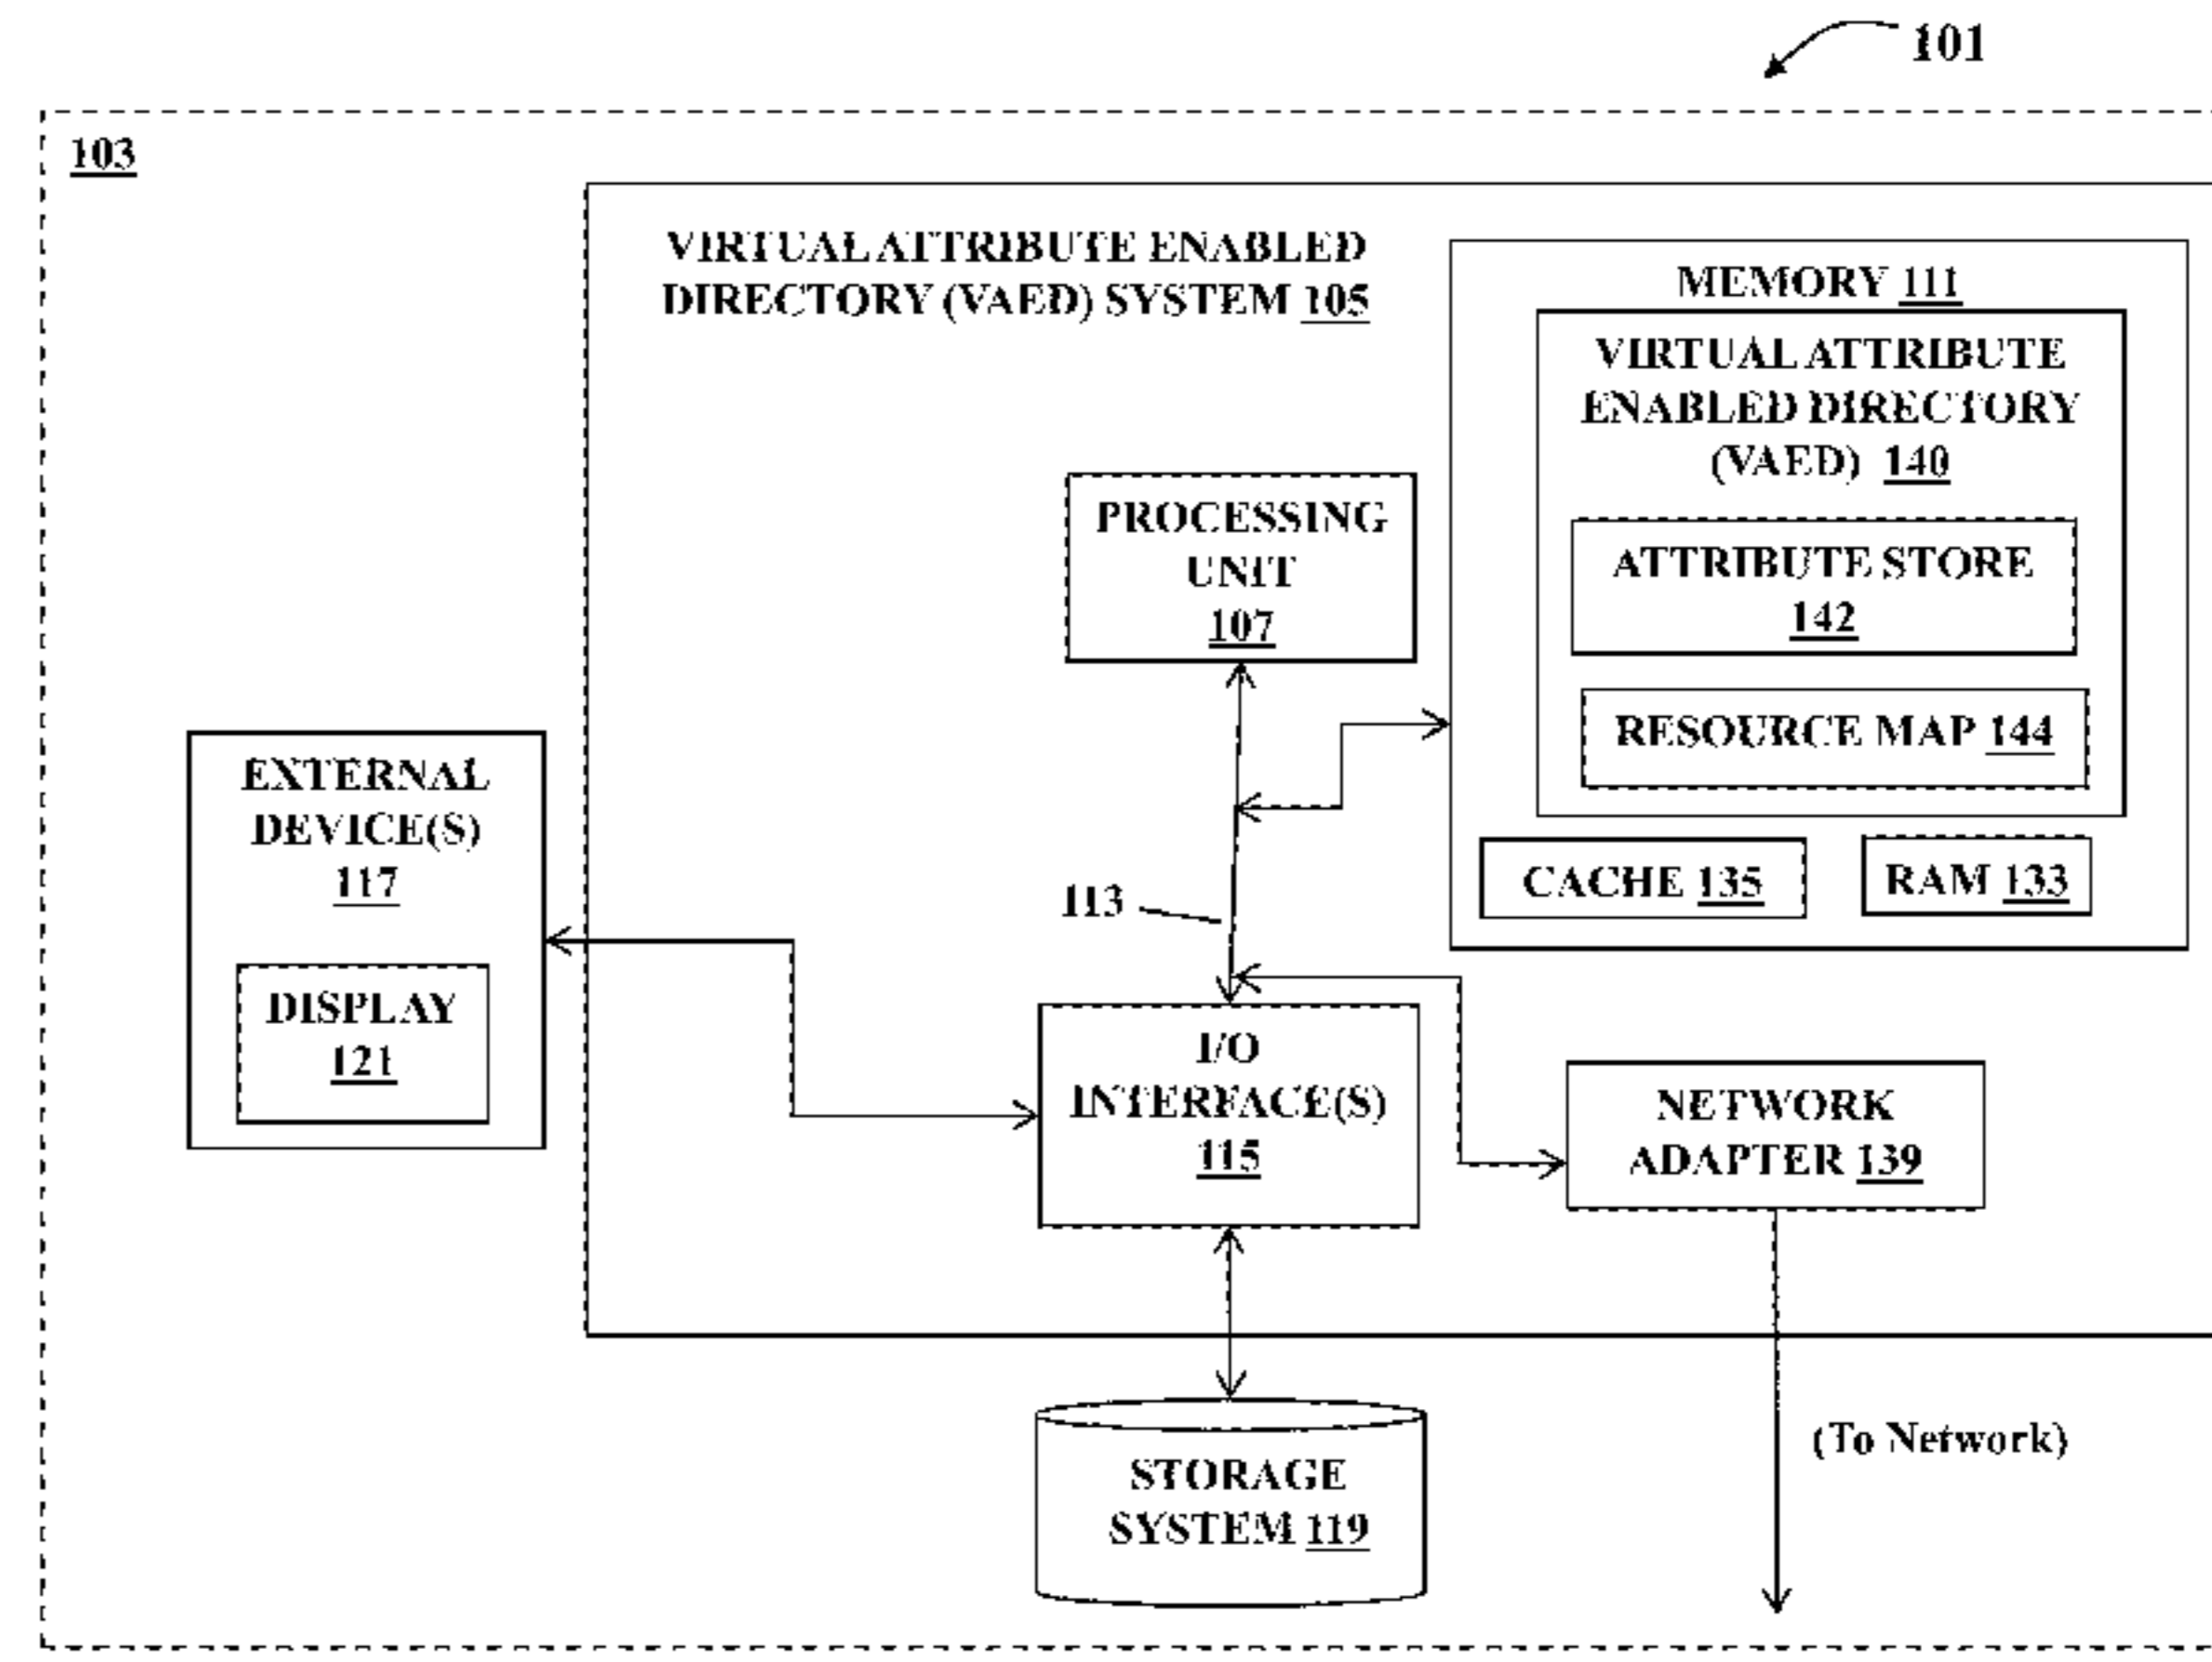 101
103
VIRTUAL ATTRIBUTE ENABLED
DIRECTORY (VAED) SYSTEM 105
MEMORY 111
VIRTUAL ATTRIBUTE
ENABLED DIRECTORY
(VAED) 140
ATTRIBUTE STORE
142
RESOURCE MAP 144
CACHE 135
RAM 133
PROCESSING
UNIT
107
113
EXTERNAL
DEVICE(S)
117
DISPLAY
121
I/O
INTERFACE(S)
115
NETWORK
ADAPTER 139
STORAGE
SYSTEM 119
(To Network)